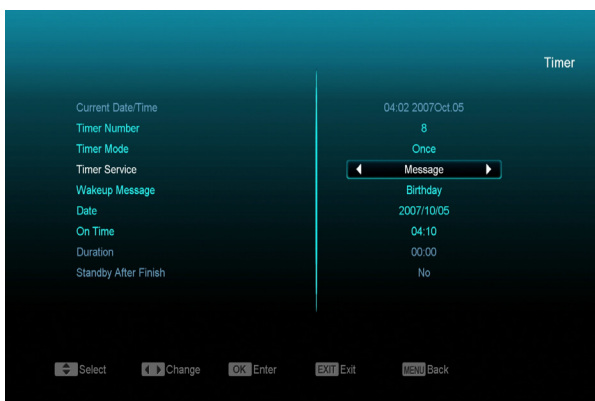 Timer
Current Date/Time 04:02 2007Oct.05
Timer Number 8
Timer Mode Once
Timer Service Message
Wakeup Message Birthday
Date 2007/10/05
On Time 04:10
Duration 00:00
Standby After Finish No
Select Change OK Enter EXIT Exit MENU Back